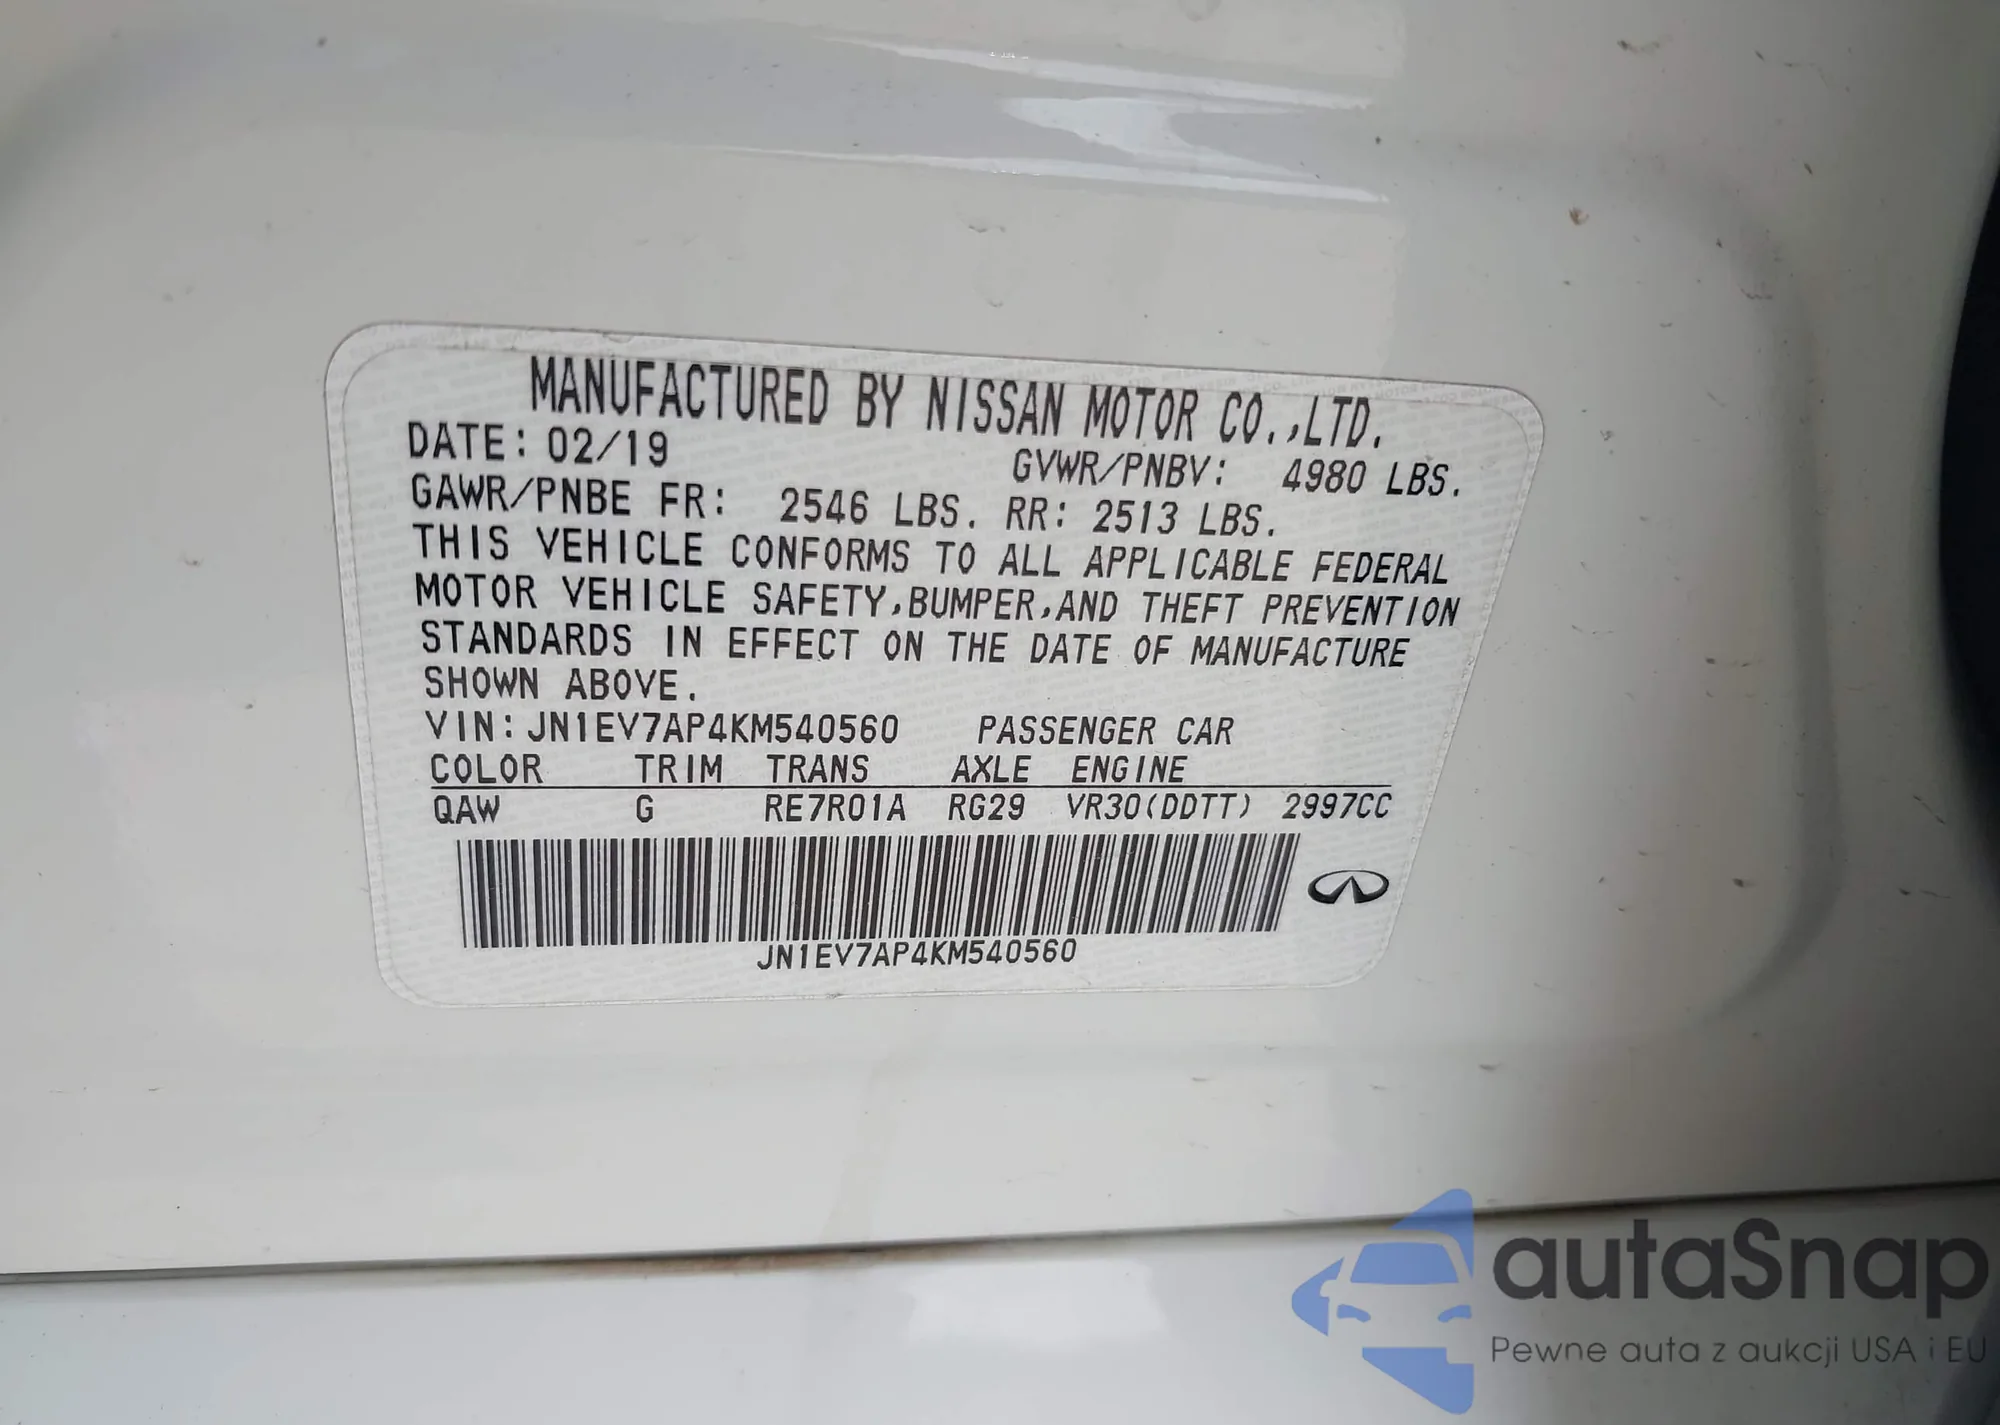 MANUFACTURED BY NISSAN MOTOR CO.,LTD.
DATE: 02/19 GVWR/PNBV: 4980 LBS.
GAWR/PNBE FR: 2546 LBS. RR: 2513 LBS.
THIS VEHICLE CONFORMS TO ALL APPLICABLE FEDERAL
MOTOR VEHICLE SAFETY,BUMPER,AND THEFT PREVENTION
STANDARDS IN EFFECT ON THE DATE OF MANUFACTURE
SHOWN ABOVE.
VIN: JN1EV7AP4KM540560 PASSENGER CAR
COLOR TRIM TRANS AXLE ENGINE
QAW G RE7R01A RG29 VR30(DDTT) 2997CC
JN1EV7AP4KM540560
autaSnap
Pewne auta z aukcji USA i EU